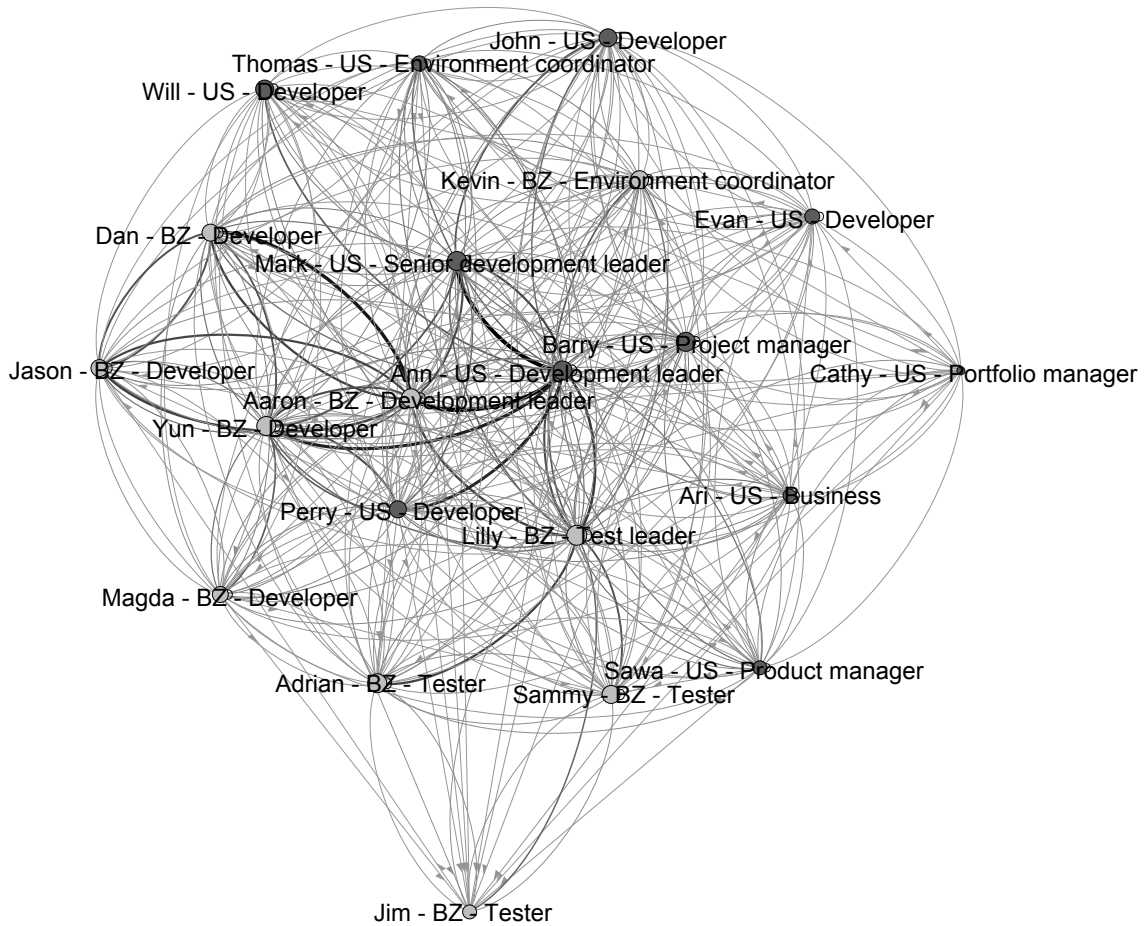 John - US - Developer
Thomas - US - Environment coordinator
Will - US - Developer
Kevin - BZ - Environment coordinator
Evan - US - Developer
Dan - BZ - Developer
Mark - US - Senior development leader
Barry - US - Project manager
Jason - BZ - Developer
Ann - US - Development leader
Cathy - US - Portfolio manager
Aaron - BZ - Development leader
Yun - BZ - Developer
Ari - US - Business
Perry - US - Developer
Lilly - BZ - Test leader
Magda - BZ - Developer
Sawa - US - Product manager
Adrian - BZ - Tester
Sammy - BZ - Tester
Jim - BZ - Tester